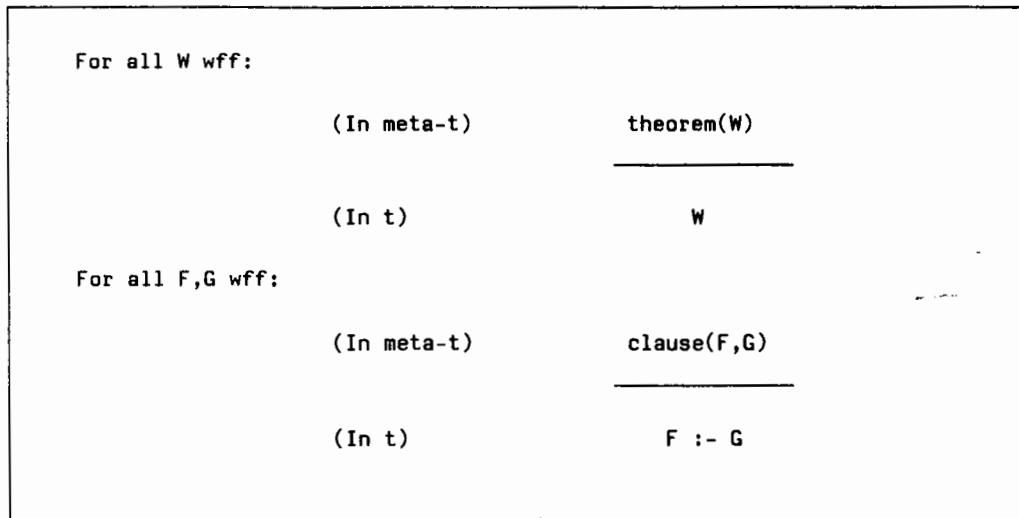 For all W wff:
(In meta-t) theorem(W)
(In t) W
For all F,G wff:
(In meta-t) clause(F,G)
(In t) F :- G